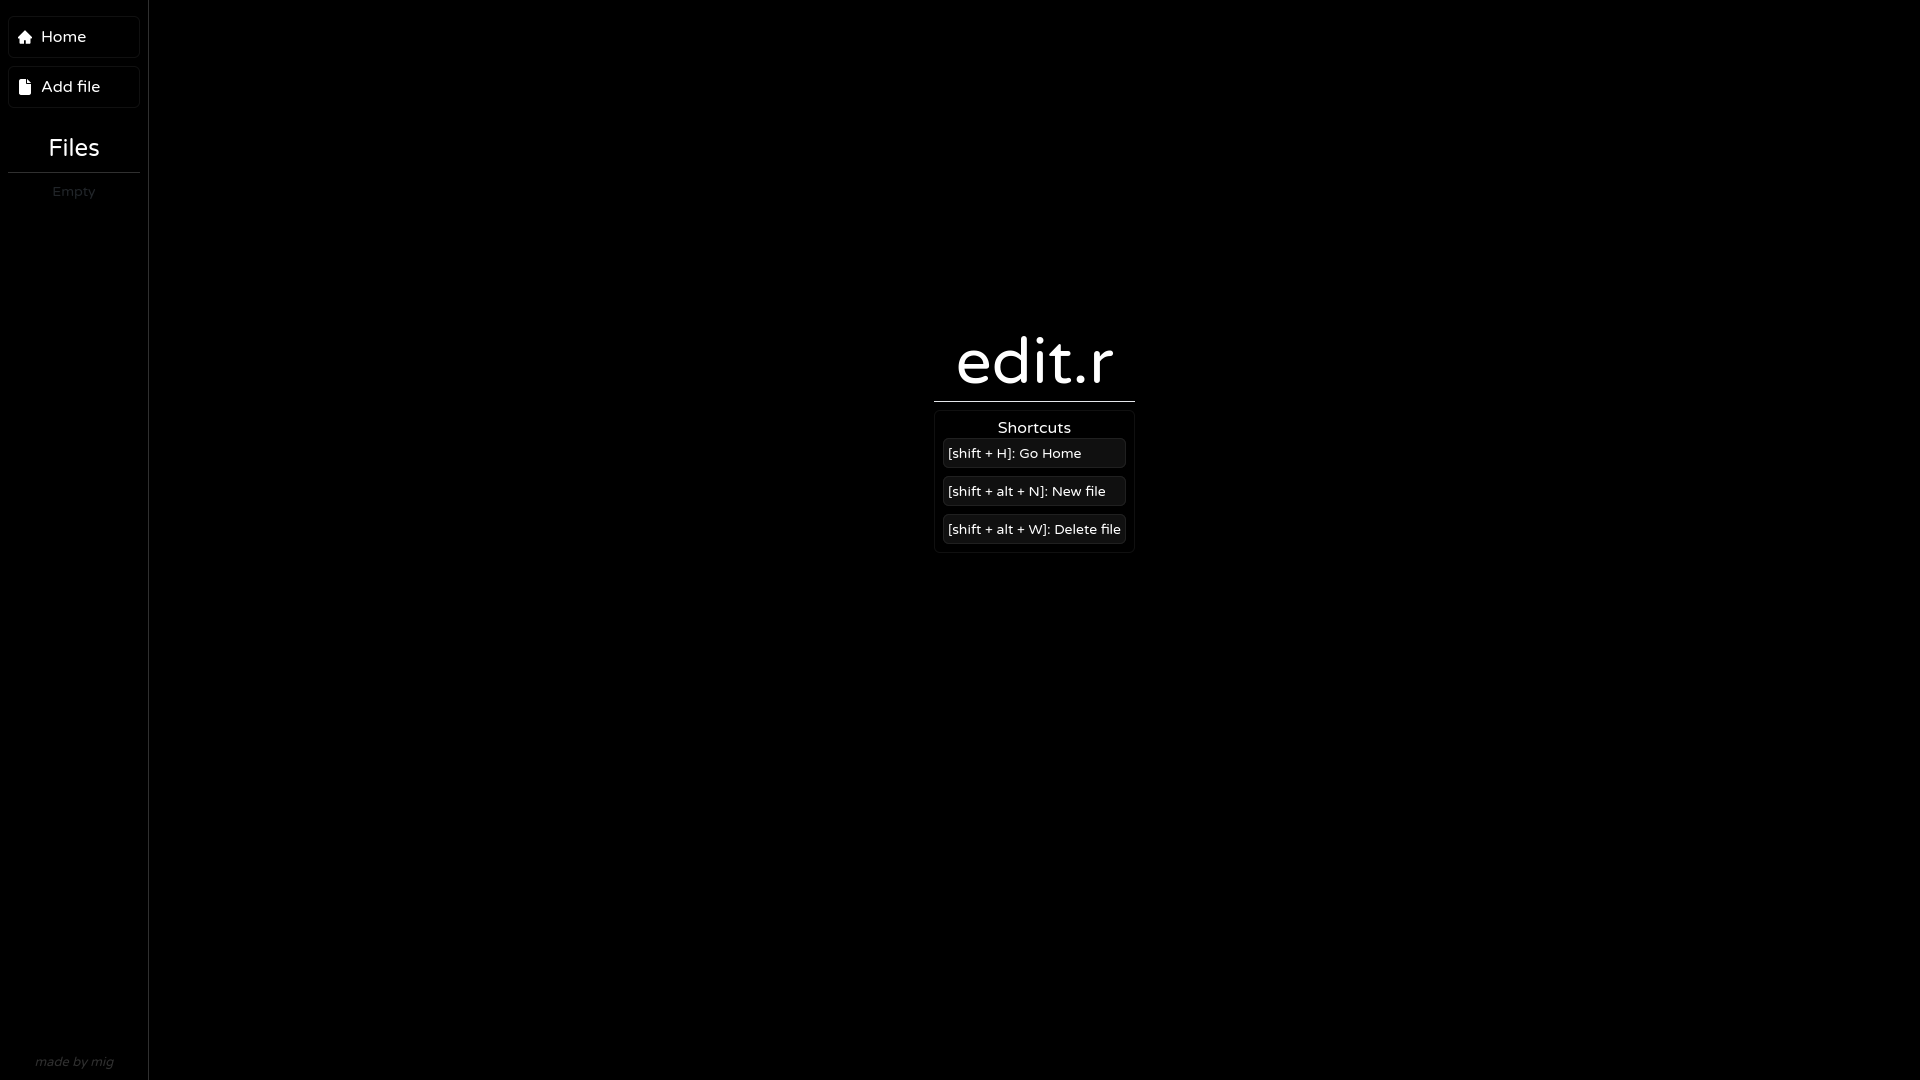 Home
Add file
Files
Empty
edit.r
Shortcuts
[shift + H]: Go Home
[shift + alt + N]: New file
[shift + alt + W]: Delete file
made by mig